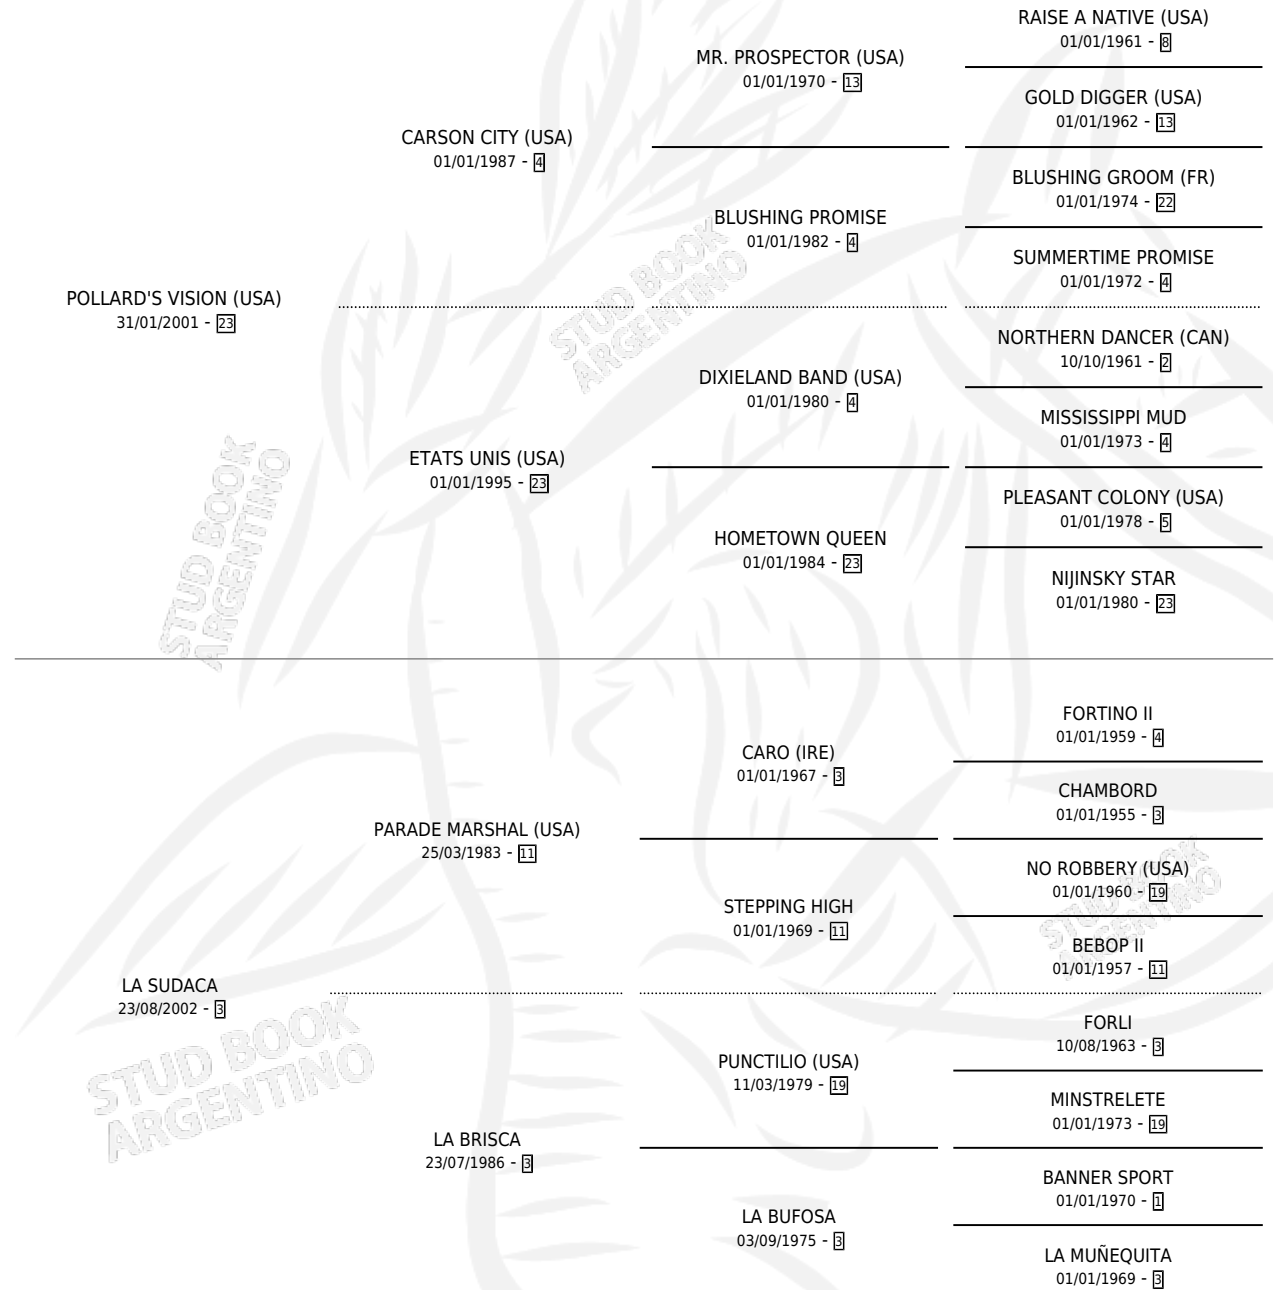 RAISE A NATIVE (USA)
01/01/1961 - 8
MR. PROSPECTOR (USA)
01/01/1970 - 13
GOLD DIGGER (USA)
01/01/1962 - 13
CARSON CITY (USA)
01/01/1987 - 4
BLUSHING GROOM (FR)
01/01/1974 - 22
BLUSHING PROMISE
01/01/1982 - 4
SUMMERTIME PROMISE
01/01/1972 - 4
POLLARD'S VISION (USA)
31/01/2001 - 23
STUD BOOK
ARGENTINO
NORTHERN DANCER (CAN)
10/10/1961 - 2
DIXIELAND BAND (USA)
01/01/1980 - 4
MISSISSIPPI MUD
01/01/1973 - 4
ETATS UNIS (USA)
01/01/1995 - 23
PLEASANT COLONY (USA)
01/01/1978 - 5
HOMETOWN QUEEN
01/01/1984 - 23
NIJINSKY STAR
01/01/1980 - 23
STUD BOOK
ARGENTINO
FORTINO II
01/01/1959 - 4
CARO (IRE)
01/01/1967 - 3
CHAMBORD
01/01/1955 - 3
PARADE MARSHAL (USA)
25/03/1983 - 11
NO ROBBERY (USA)
01/01/1960 - 19
STEPPING HIGH
01/01/1969 - 11
STUD BOOK
ARGENTINO
BEBOP II
01/01/1957 - 11
LA SUDACA
23/08/2002 - 3
FORLI
10/08/1963 - 3
STUD BOOK
ARGENTINO
PUNCTILIO (USA)
11/03/1979 - 19
MINSTRELETE
01/01/1973 - 19
LA BRISCA
23/07/1986 - 3
BANNER SPORT
01/01/1970 - 1
LA BUFOSA
03/09/1975 - 3
LA MUÑEQUITA
01/01/1969 - 3